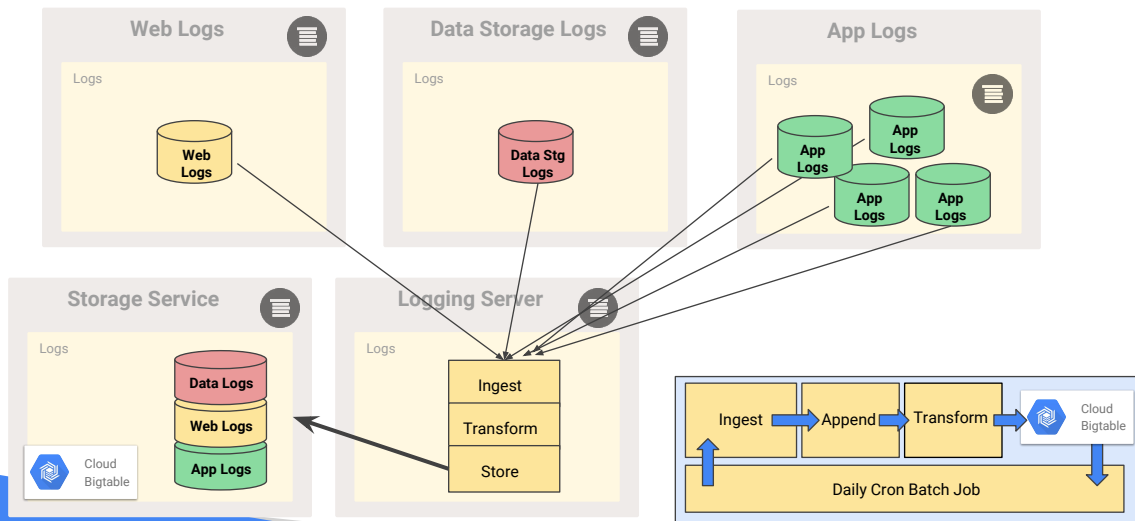 Web Logs
Logs
Web
Logs
Data Storage Logs
Logs
Data Stg
Logs
App Logs
Logs
App
Logs
App
Logs
App
Logs
App
Logs
Storage Service
Logs
Data Logs
Web Logs
App Logs
Cloud
Bigtable
Logging Server
Logs
Ingest
Transform
Store
Ingest
Append
Transform
Cloud
Bigtable
Daily Cron Batch Job